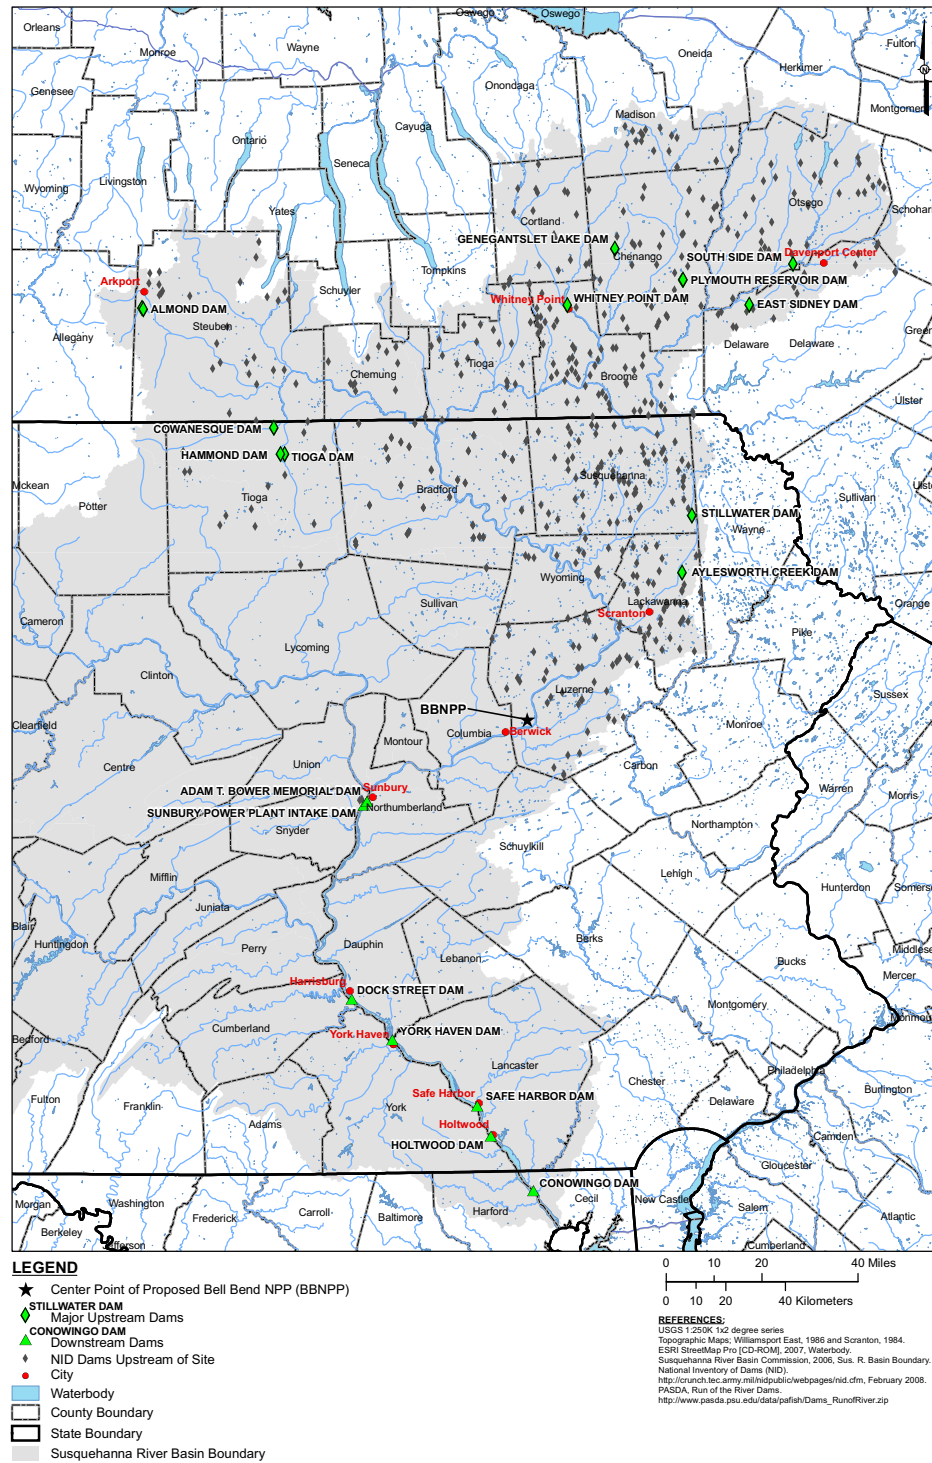 Orleans
Monroe
Wayne
Oswego
Oswego
Oneida
Herkimer
Fulton
N
Genesee
Onondaga
Madison
Montgomer
Ontario
Cayuga
Seneca
Wyoming
Livingston
Yates
Cortland
Otsego
Schohar
GENEGANTSLET LAKE DAM
Chenango
SOUTH SIDE DAM
Davenport Center
Tompkins
Arkport
Schuyler
PLYMOUTH RESERVOIR DAM
Whitney Point
WHITNEY POINT DAM
EAST SIDNEY DAM
ALMOND DAM
Steuben
Allegany
Chemung
Tioga
Broome
Delaware
Delaware
Green
Ulster
COWANESQUE DAM
HAMMOND DAM
TIOGA DAM
Mckean
Potter
Tioga
Bradford
Susquehanna
Sullivan
Ulst
STILLWATER DAM
Wayne
AYLESWORTH CREEK DAM
Wyoming
Sullivan
Lackawanna
Scranton
Orange
Cameron
Lycoming
Pike
Clinton
Luzerne
Sussex
BBNPP
Clearfield
Columbia
Berwick
Monroe
Montour
Centre
Union
Carbon
Warren
Morris
ADAM T. BOWER MEMORIAL DAM
Sunbury
SUNBURY POWER PLANT INTAKE DAM
Northumberland
Snyder
Northampton
Schuylkill
Lehigh
Mifflin
Hunterdon
Somers
Juniata
Blair
Huntingdon
Perry
Dauphin
Lebanon
Berks
Bucks
Middlese
Mercer
Harrisburg
DOCK STREET DAM
Montgomery
Monmou
Cumberland
Bedford
York Haven
YORK HAVEN DAM
Lancaster
Philadelphia
Chester
Burlington
Fulton
Franklin
Safe Harbor
SAFE HARBOR DAM
York
Delaware
Adams
Holtwood
HOLTWOOD DAM
Camden
Gloucester
CONOWINGO DAM
Cecil
New Castle
Morgan
Washington
Frederick
Carroll
Baltimore
Harford
Salem
Atlantic
Berkeley
Jefferson
Cumberland
LEGEND
Center Point of Proposed Bell Bend NPP (BBNPP)
STILLWATER DAM
Major Upstream Dams
CONOWINGO DAM
Downstream Dams
NID Dams Upstream of Site
City
Waterbody
County Boundary
State Boundary
Susquehanna River Basin Boundary
0 10 20 40 Miles
0 10 20 40 Kilometers
REFERENCES:
USGS 1:250K 1x2 degree series
Topographic Maps; Williamsport East, 1986 and Scranton, 1984.
ESRI StreetMap Pro [CD-ROM], 2007, Waterbody.
Susquehanna River Basin Commission, 2006, Sus. R. Basin Boundary.
National Inventory of Dams (NID).
http://crunch.tec.army.mil/nidpublic/webpages/nid.cfm, February 2008.
PASDA, Run of the River Dams.
http://www.pasda.psu.edu/data/pafish/Dams_RunofRiver.zip